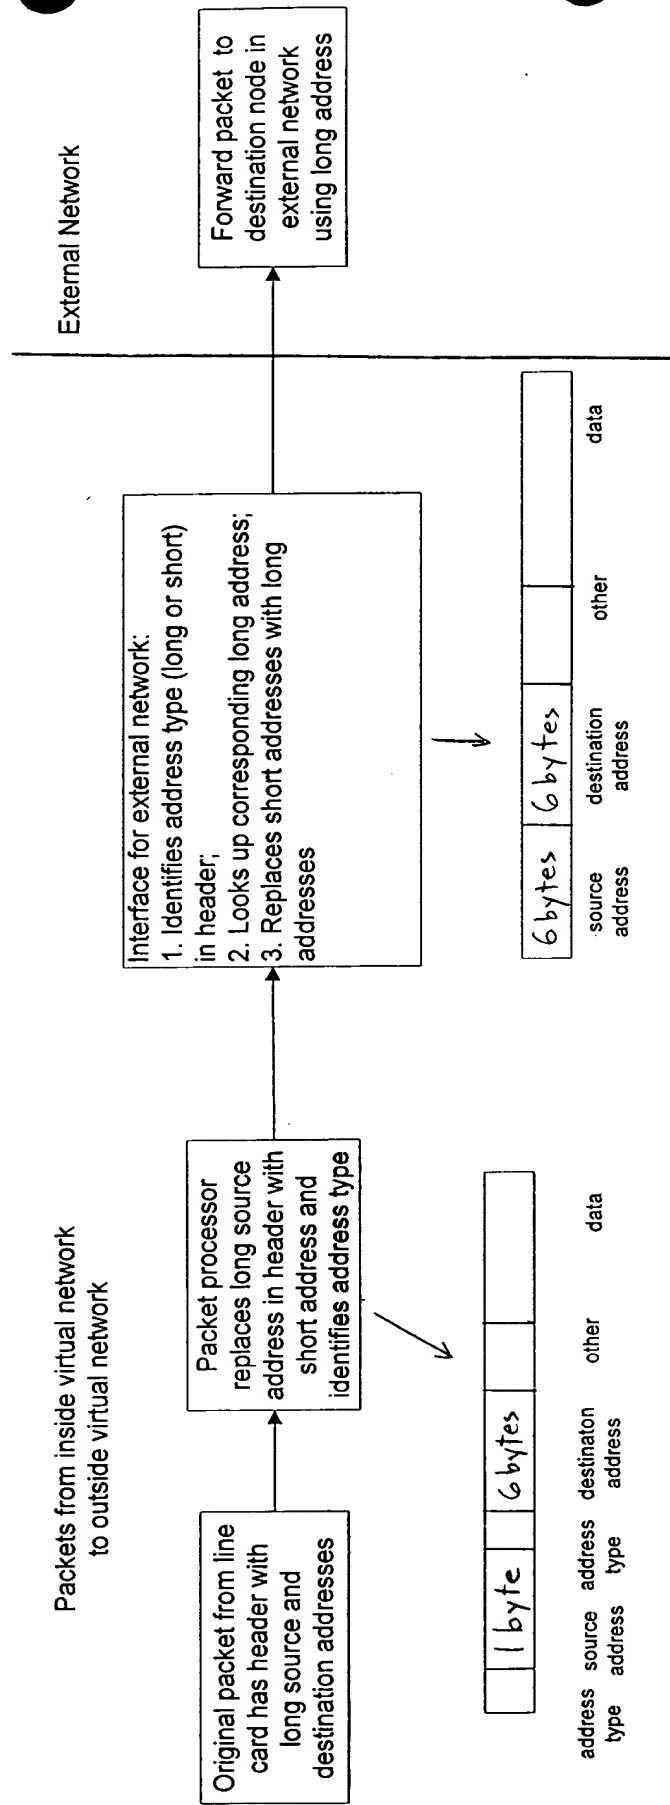 Packets from inside virtual network
to outside virtual network
External Network
Original packet from line
card has header with
long source and
destination addresses
Packet processor
replaces long source
address in header with
short address and
identifies address type
Interface for external network:
1. Identifies address type (long or short)
in header;
2. Looks up corresponding long address;
3. Replaces short addresses with long
addresses
Forward packet to
destination node in
external network
using long address
1 byte
6 bytes
address
type
source
address
address
type
destinaton
address
other
data
6 bytes
6 bytes
source
address
destination
address
other
data